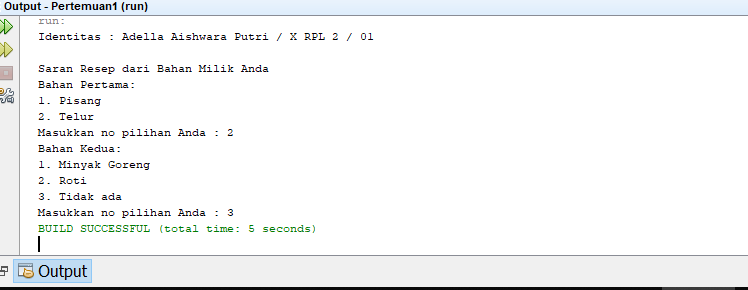 Output - Pertemuan1 (run)
run:
Identitas : Adella Aishwara Putri / X RPL 2 / 01
Saran Resep dari Bahan Milik Anda
Bahan Pertama:
1. Pisang
2. Telur
Masukkan no pilihan Anda : 2
Bahan Kedua:
1. Minyak Goreng
2. Roti
3. Tidak ada
Masukkan no pilihan Anda : 3
BUILD SUCCESSFUL (total time: 5 seconds)
Output